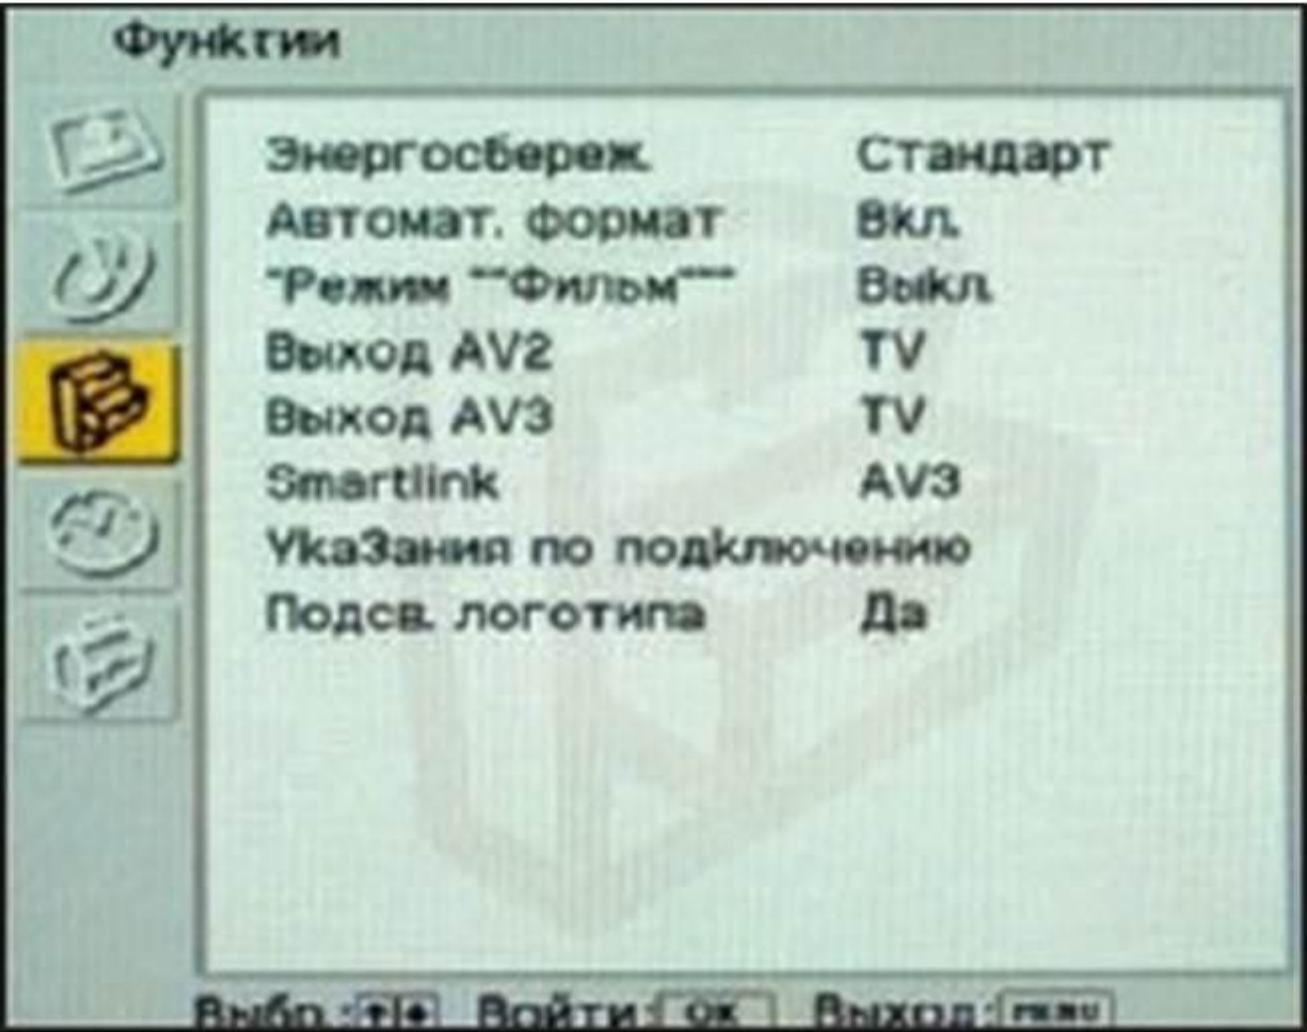 Функтии
Энергосбереж. Стандарт
Автомат. формат Вкл.
"Режим ""Фильм""" Выкл.
Выход AV2 TV
Выход AV3 TV
Smartlink AV3
Указания по подключению
Подсв. логотипа Да
Выбр.: Войти: OK Выход: MENU